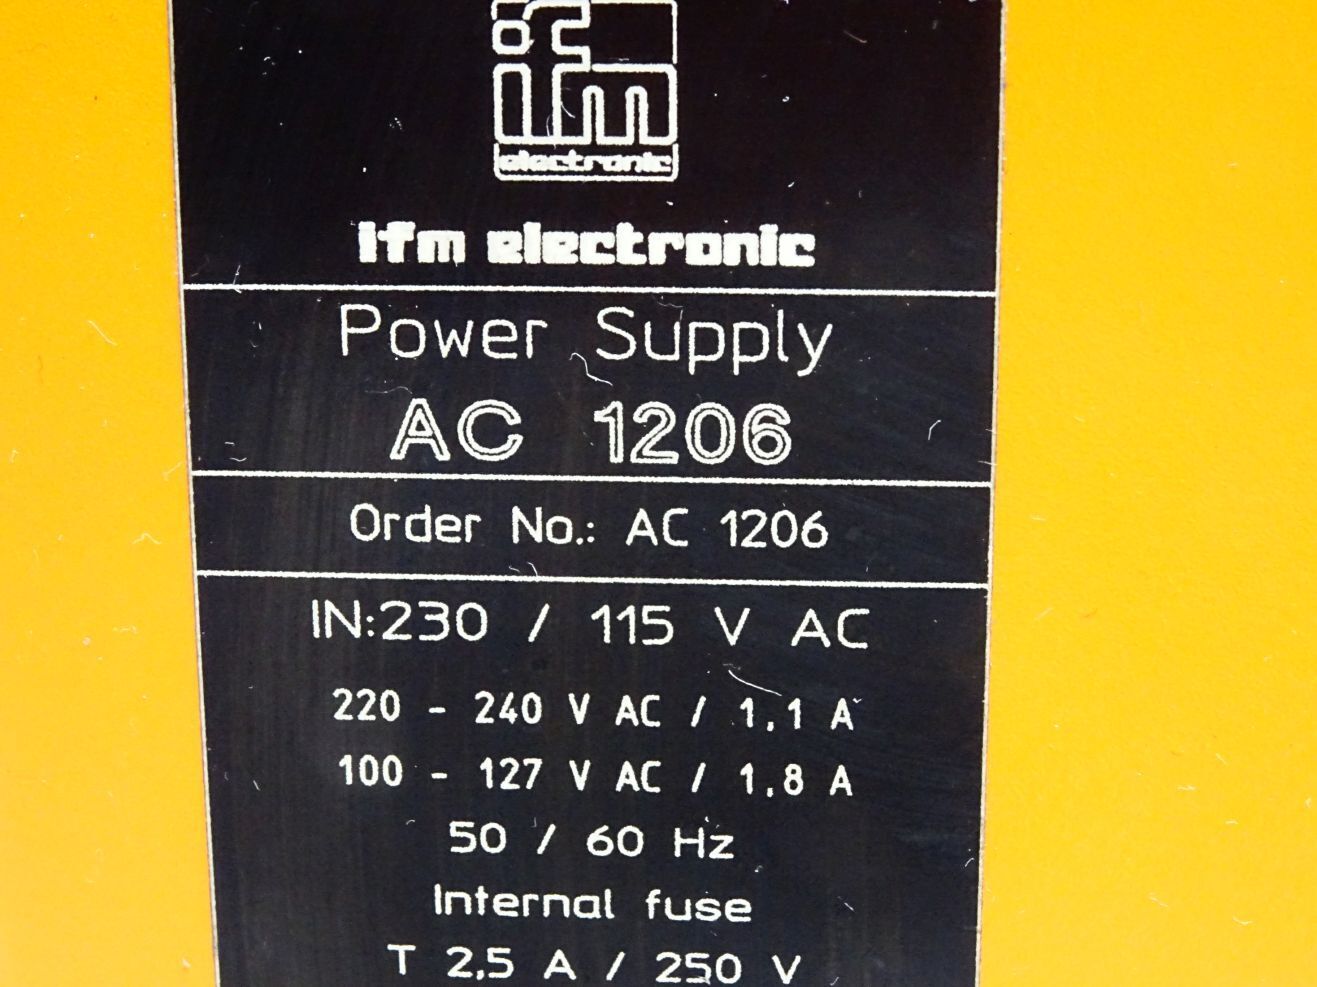 ifm
electronic
ifm electronic
Power Supply
AC 1206
Order No.: AC 1206
IN:230 / 115 V AC
220 - 240 V AC / 1,1 A
100 - 127 V AC / 1,8 A
50 / 60 Hz
Internal fuse
T 2,5 A / 250 V